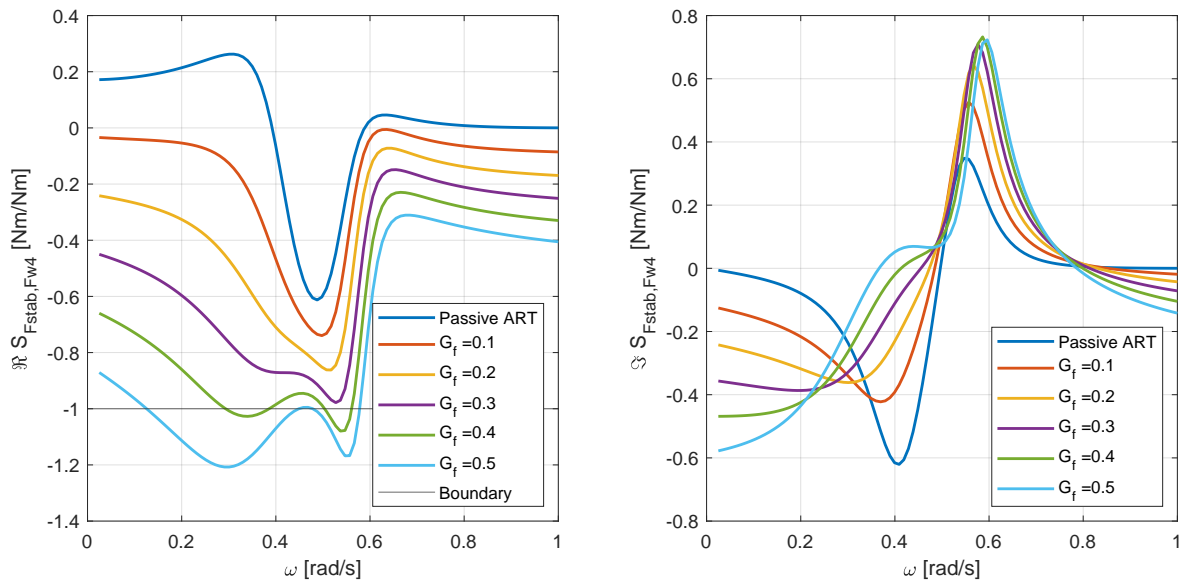 0.4
0.2
0
-0.2
-0.4
-0.6
-0.8
-1
-1.2
-1.4
ℜ S_Fstab,Fw4 [Nm/Nm]
0 0.2 0.4 0.6 0.8 1
ω [rad/s]
Passive ART
G_f =0.1
G_f =0.2
G_f =0.3
G_f =0.4
G_f =0.5
Boundary
0.8
0.6
0.4
0.2
0
-0.2
-0.4
-0.6
-0.8
ℑ S_Fstab,Fw4 [Nm/Nm]
0 0.2 0.4 0.6 0.8 1
ω [rad/s]
Passive ART
G_f =0.1
G_f =0.2
G_f =0.3
G_f =0.4
G_f =0.5